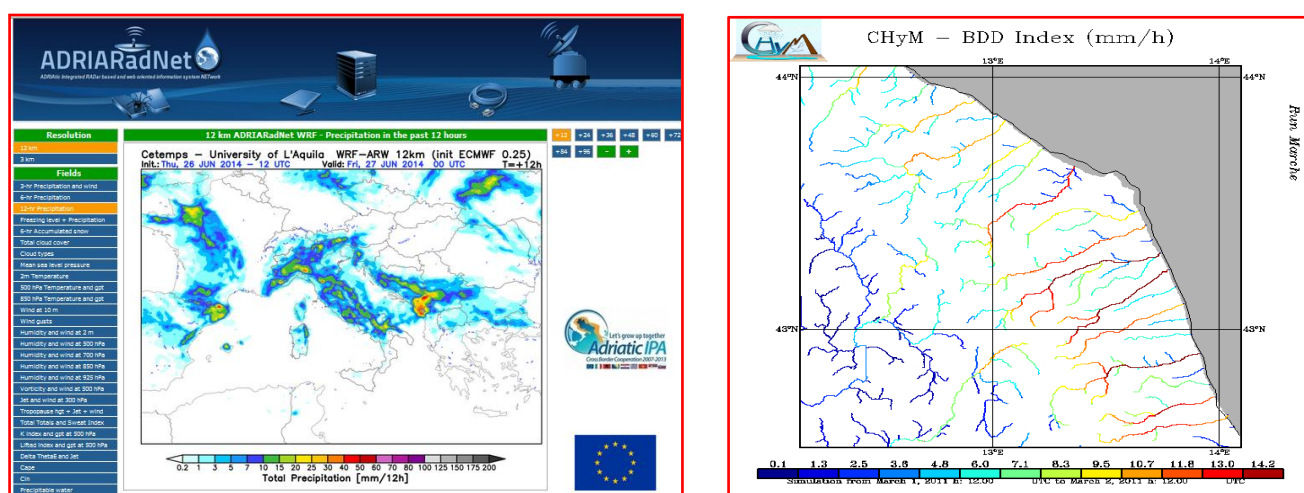 ADRIARadNet
ADRIAtic Integrated RADar-based and web-oriented information system NETwork
Resolution
12 km
3 km
Fields
3-hr Precipitation and wind
6-hr Precipitation
12-hr Precipitation
Freezing level + Precipitation
6-hr Accumulated snow
Total cloud cover
Cloud types
Mean sea level pressure
2m Temperature
500 hPa Temperature and gpt
850 hPa Temperature and gpt
Wind at 10 m
Wind gusts
Humidity and wind at 2 m
Humidity and wind at 500 hPa
Humidity and wind at 700 hPa
Humidity and wind at 850 hPa
Humidity and wind at 925 hPa
Vorticity and wind at 500 hPa
Jet and wind at 300 hPa
Tropopause hgt + Jet + wind
Total Totals and Sweat Index
K Index and gpt at 500 hPa
Lifted Index and gpt at 500 hPa
Delta ThetaE and Jet
Cape
Cin
Precipitable water
12 km ADRIARadNet WRF - Precipitation in the past 12 hours
Cetemps - University of L'Aquila WRF-ARW 12km (init ECMWF 0.25)
Init.: Thu, 26 JUN 2014 - 12 UTC Valid: Fri, 27 JUN 2014 00 UTC T=+12h
0.2 1 3 5 7 10 15 20 25 30 40 50 60 70 80 100 125 150 175 200
Total Precipitation [mm/12h]
+12 +24 +36 +48 +60 +72
+84 +96 - +
Let's grow up together
Adriatic IPA
Cross Border Cooperation 2007-2013
CHyM
CHyM - BDD Index (mm/h)
13°E 14°E
44°N 44°N
43°N 43°N
13°E 14°E
Run Marche
0.1 1.3 2.5 3.6 4.8 6.0 7.1 8.3 9.5 10.7 11.8 13.0 14.2
Simulation from March 1, 2011 h: 12.00 UTC to March 2, 2011 h: 12.00 UTC